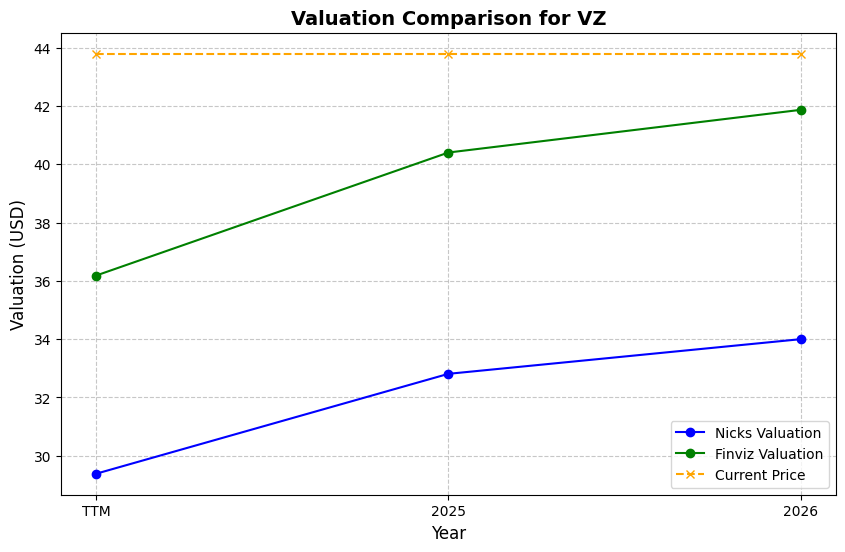 Valuation Comparison for VZ
Valuation (USD)
44
42
40
38
36
34
32
30
TTM
2025
2026
Year
Nicks Valuation
Finviz Valuation
Current Price